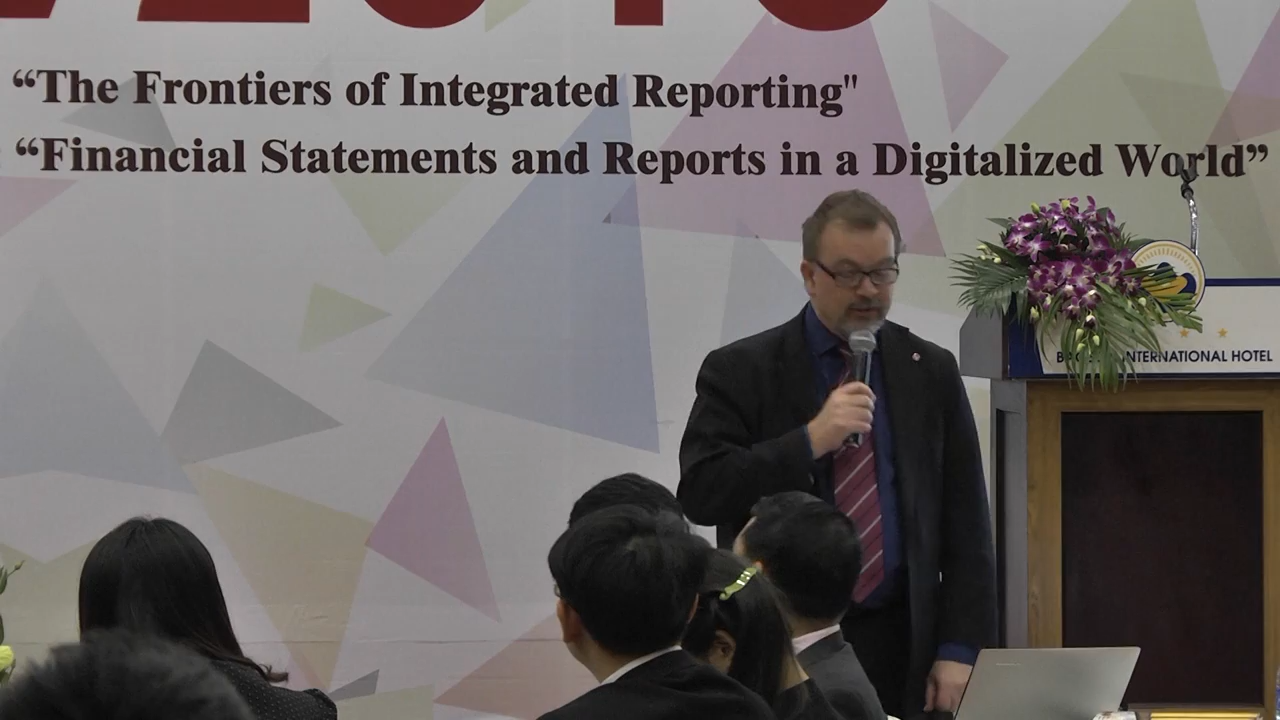 “The Frontiers of Integrated Reporting"
“Financial Statements and Reports in a Digitalized World”
INTERNATIONAL HOTEL